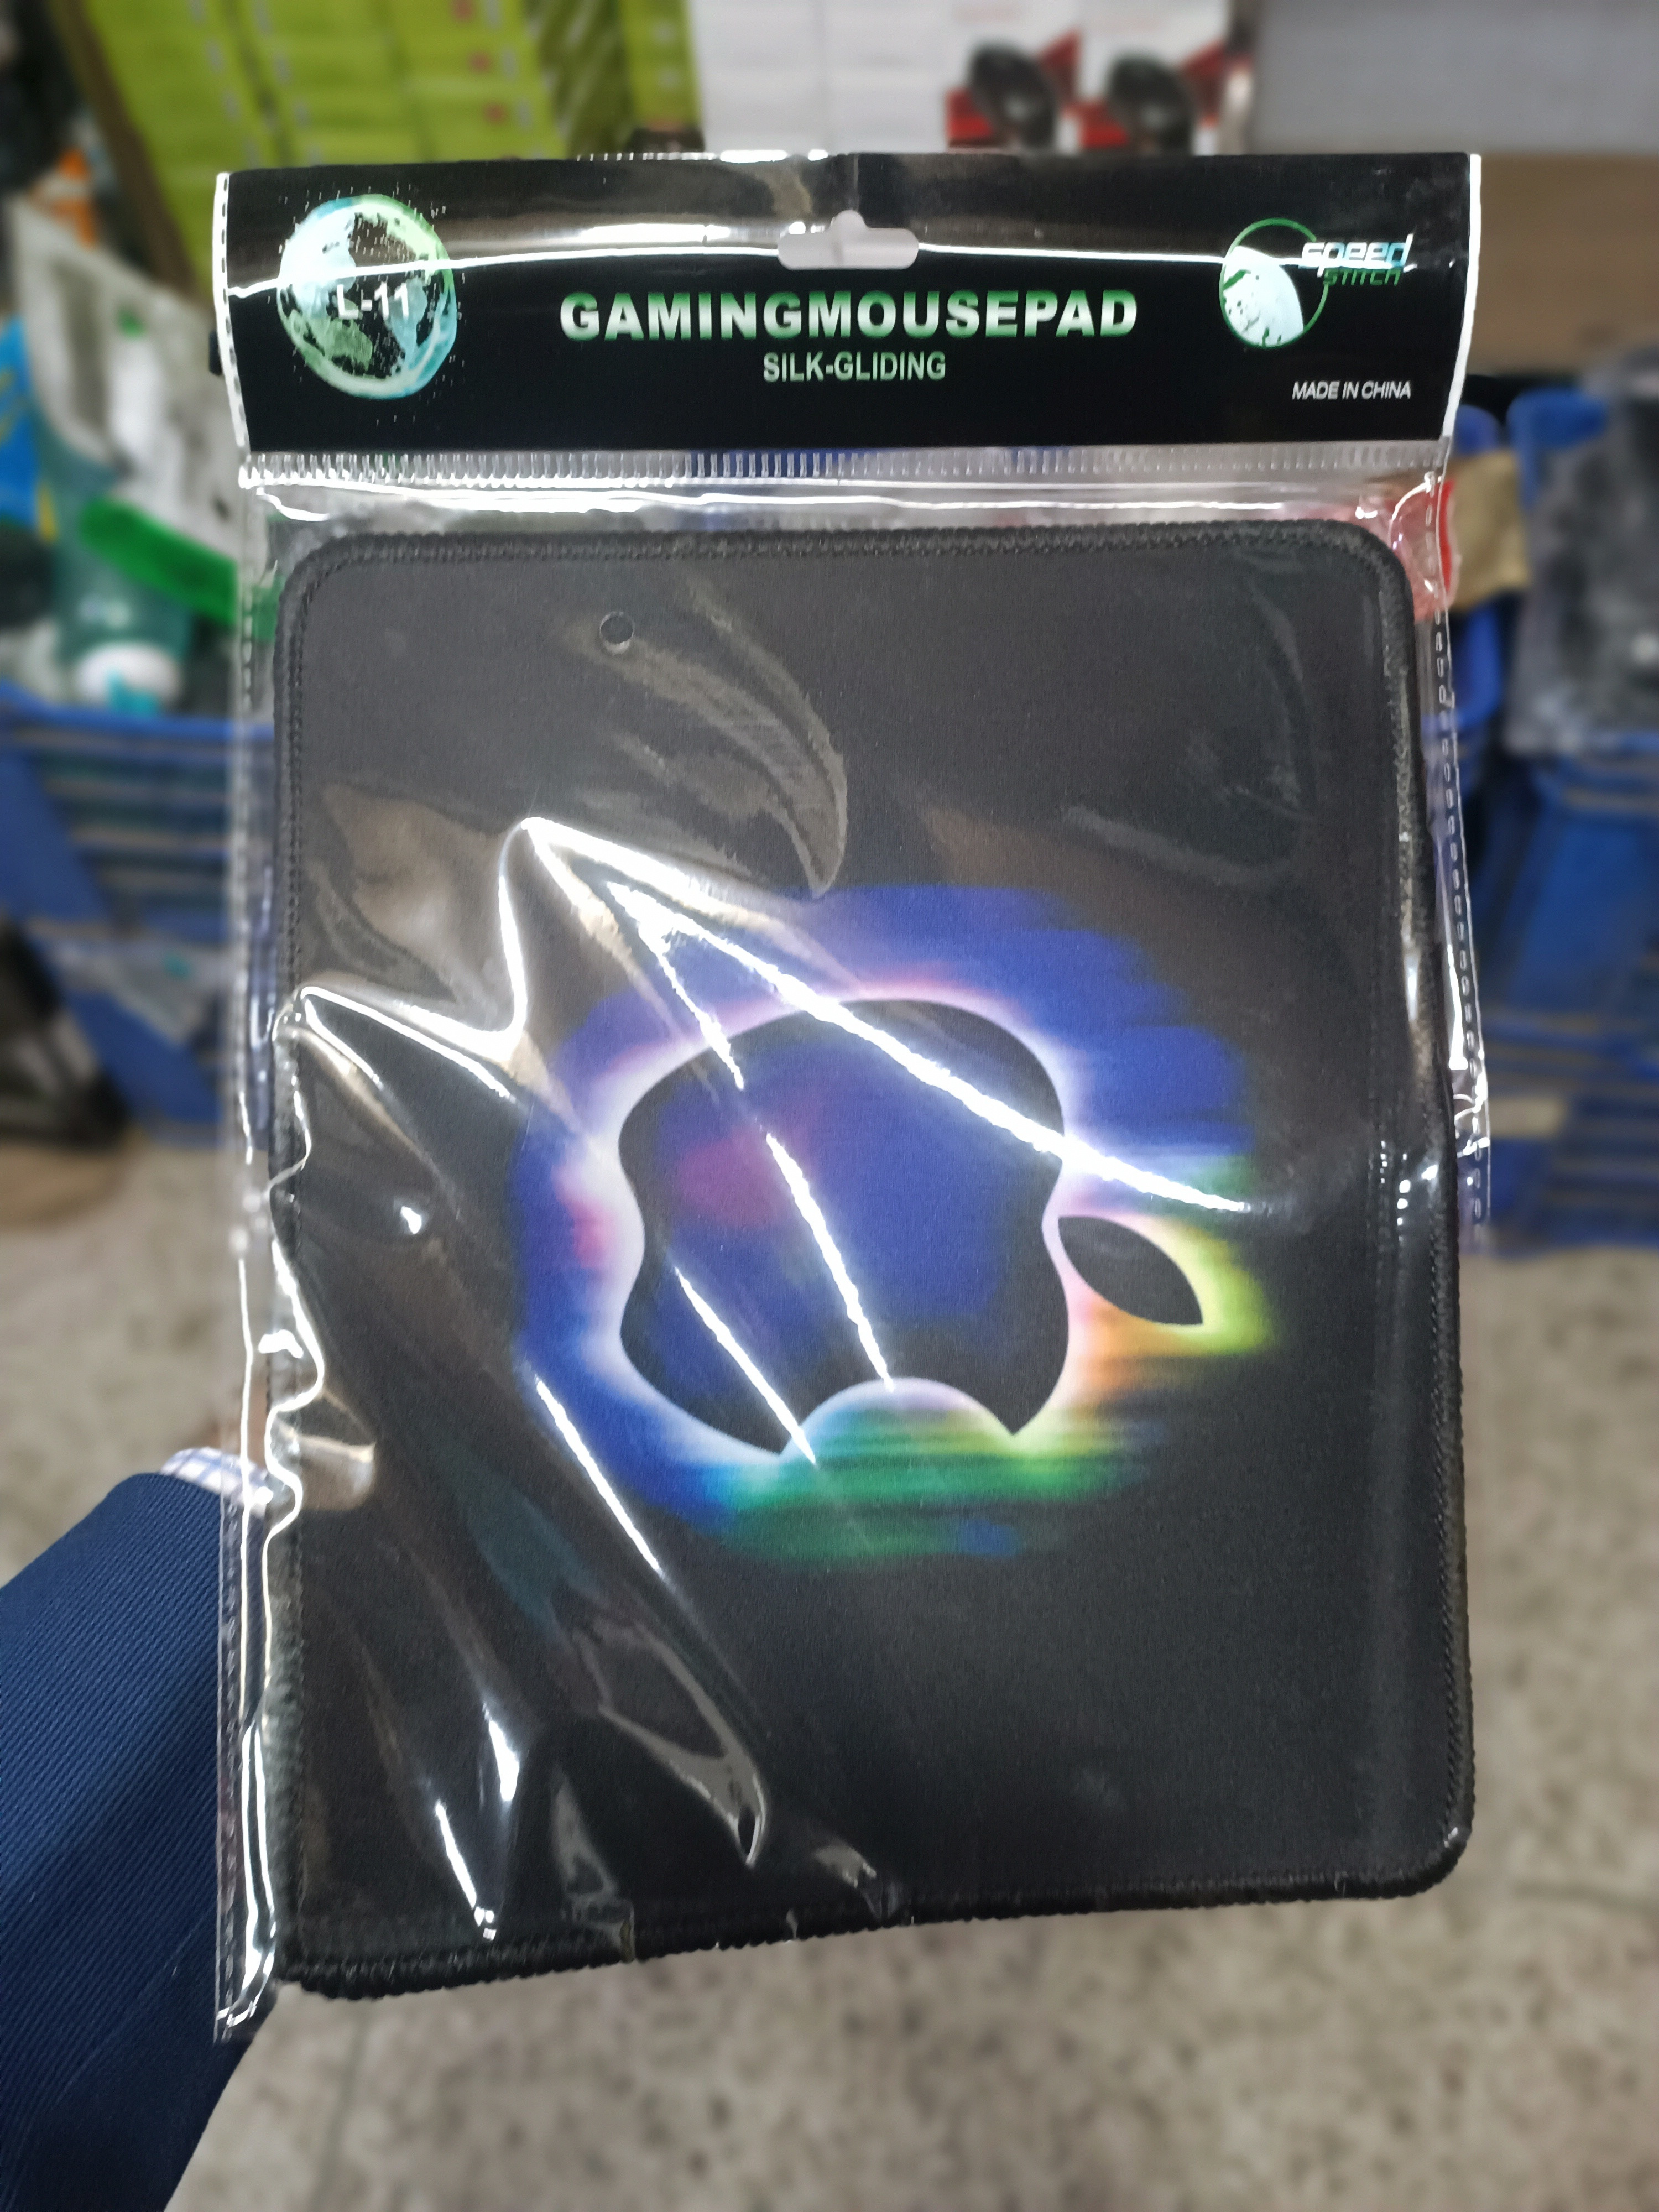 L-11
GAMINGMOUSEPAD
SILK-GLIDING
speed
STITCH
MADE IN CHINA